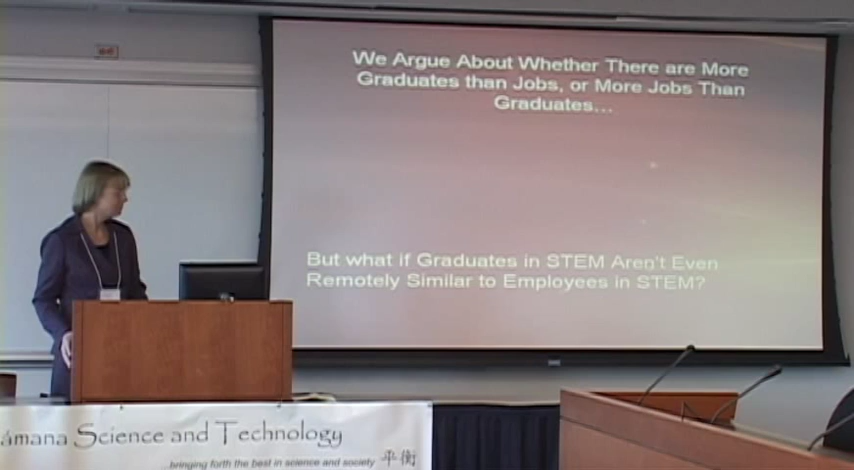 We Argue About Whether There are More
Graduates than Jobs, or More Jobs Than
Graduates...
But what if Graduates in STEM Aren't Even
Remotely Similar to Employees in STEM?
ámana Science and Technology
bringing forth the best in science and society 平衡